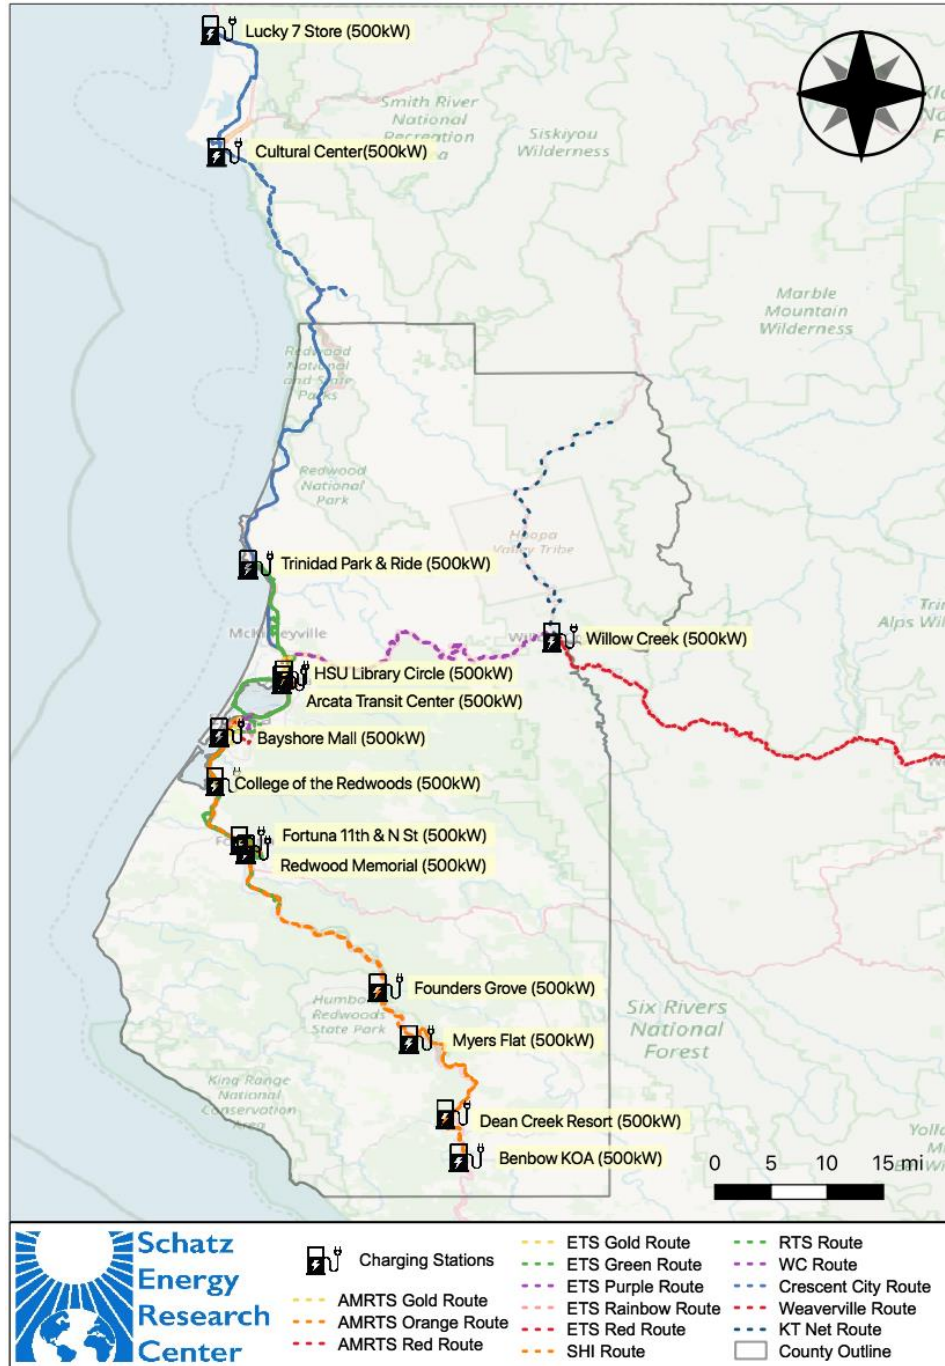 Lucky 7 Store (500kW)
Smith River
National
Recreation
Siskiyou
Wilderness
Cultural Center(500kW)
Marble
Mountain
Wilderness
Redwood
National
and State
Parks
Redwood
National
Park
Hoopa
Valley Tribe
Trinidad Park & Ride (500kW)
Alps Wil
McKinleyville
Willow Creek (500kW)
HSU Library Circle (500kW)
Arcata Transit Center (500kW)
Bayshore Mall (500kW)
College of the Redwoods (500kW)
Fortuna 11th & N St (500kW)
Redwood Memorial (500kW)
Founders Grove (500kW)
Humbo
Redwoods
State Park
Six Rivers
National
Forest
Myers Flat (500kW)
King Range
National
Conservation
Area
Dean Creek Resort (500kW)
Benbow KOA (500kW)
0 5 10 15 mi
Schatz
Energy
Research
Center
Charging Stations
AMRTS Gold Route
AMRTS Orange Route
AMRTS Red Route
ETS Gold Route
ETS Green Route
ETS Purple Route
ETS Rainbow Route
ETS Red Route
SHI Route
RTS Route
WC Route
Crescent City Route
Weaverville Route
KT Net Route
County Outline